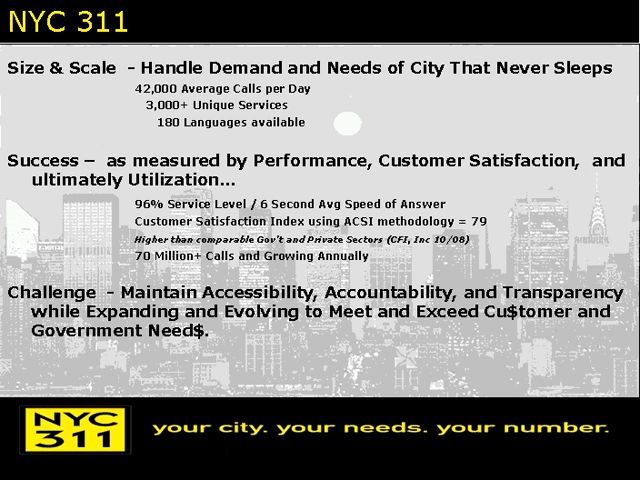 NYC 311
Size & Scale - Handle Demand and Needs of City That Never Sleeps
42,000 Average Calls per Day
3,000+ Unique Services
180 Languages available
Success – as measured by Performance, Customer Satisfaction, and
ultimately Utilization...
96% Service Level / 6 Second Avg Speed of Answer
Customer Satisfaction Index using ACSI methodology = 79
Higher than comparable Gov't and Private Sectors (CFI, Inc 10/08)
70 Million+ Calls and Growing Annually
Challenge - Maintain Accessibility, Accountability, and Transparency
while Expanding and Evolving to Meet and Exceed Cu$tomer and
Government Need$.
NYC
311
your city. your needs. your number.